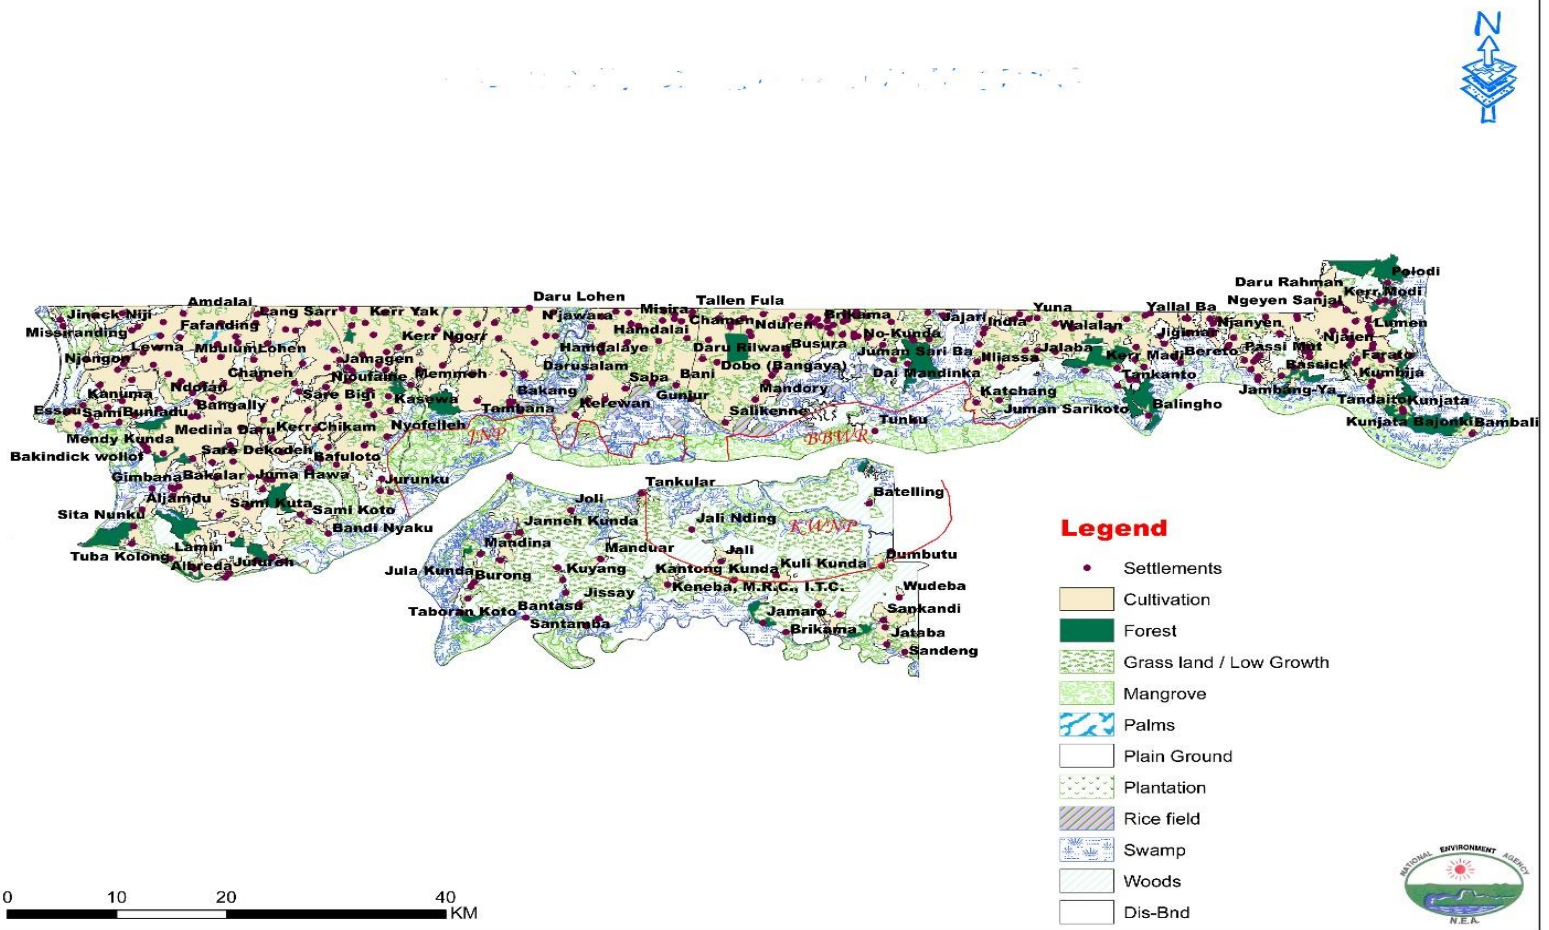 N
Polodi
Daru Rahman
Kerr Modi
Ngeyen Sanjal
Daru Lohen
Tallen Fula
Amdalai
Lang Sarr
Kerr Yak
Misira
Yuna
Yallal Ba
Jineck Niji
N'jawara
Chamen
Brikama
Jajari
India
Fafanding
Hamdalai
Nduren
Walalan
Njanyen
Lumen
Missiranding
Kerr Ngorr
No-Kunda
Jigimar
Njaien
Lewna
Mbulum
Lohen
Hamdalaye
Daru Rilwan
Busura
Juman Sari Ba
Jalaba
Kerr Madi
Bereto
Passi Mut
Farato
Njongor
Jamagen
Darusalam
Dobo (Bangaya)
Illiassa
Bassick
Chamen
Njoufaine
Memmeh
Saba
Bani
Dai Mandinka
Tankanto
Kumbija
Ndofan
Kanuma
Sare Bigi
Kasewa
Bakang
Gunjur
Mandory
Katchang
Jambang-Ya
Essau
Sami
Buniadu
Bangally
Tambana
Kerewan
Salikenne
Juman Sarikoto
Balingho
Tandaito
Kunjata
Mendy Kunda
Medina Daru
Kerr Chikam
Nyofelleh
JNP
BBWR
Tunku
Kunjata Bajonki
Bambali
Bakindick wollof
Sare Dekodeh
Bafuloto
Gimbana
Bakalar
Juma Hawa
Jurunku
Tankular
Batelling
Aljamdu
Sami Kuta
Sami Koto
Joli
Sita Nunku
Bandi Nyaku
Janneh Kunda
Jali Nding
KWNP
Tuba Kolong
Lamin
Mandina
Manduar
Jali
Dumbutu
Albreda
Jufureh
Jula Kunda
Burong
Kuyang
Kantong Kunda
Kuli Kunda
Jissay
Keneba, M.R.C., I.T.C.
Wudeba
Taboran Koto
Bantasu
Santamba
Jamaro
Sankandi
Brikama
Jataba
Sandeng
Legend
Settlements
Cultivation
Forest
Grass land / Low Growth
Mangrove
Palms
Plain Ground
Plantation
Rice field
Swamp
Woods
Dis-Bnd
0 10 20 40
KM
NATIONAL ENVIRONMENT AGENCY
N.E.A.